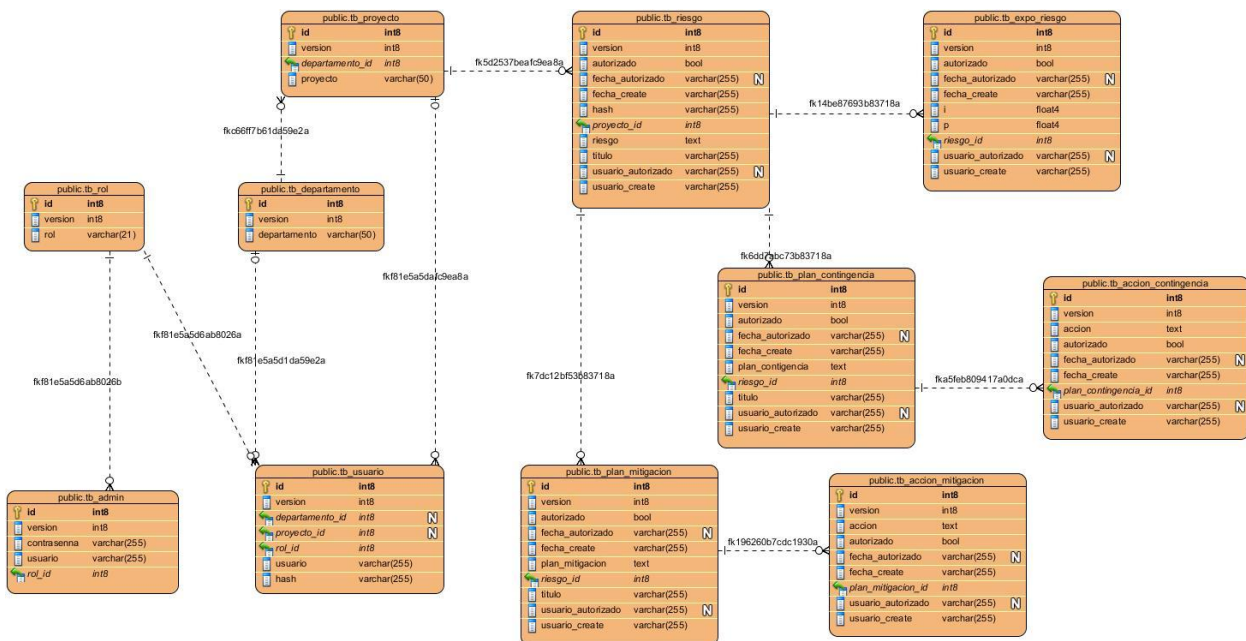 public.tb_proyecto
id int8
version int8
departamento_id int8
proyecto varchar(50)
fk5d2537beafc9ea8a
public.tb_riesgo
id int8
version int8
autorizado bool
fecha_autorizado varchar(255) N
fecha_create varchar(255)
hash varchar(255)
proyecto_id int8
riesgo text
titulo varchar(255)
usuario_autorizado varchar(255) N
usuario_create varchar(255)
fk14be87693b83718a
public.tb_expo_riesgo
id int8
version int8
autorizado bool
fecha_autorizado varchar(255) N
fecha_create varchar(255)
i float4
p float4
riesgo_id int8
usuario_autorizado varchar(255) N
usuario_create varchar(255)
fkc66ff7b61da59e2a
public.tb_rol
id int8
version int8
rol varchar(21)
public.tb_departamento
id int8
version int8
departamento varchar(50)
fkf81e5a5d6ab8026a
fkf81e5a5d1da59e2a
fkf81e5a5d6ab8026b
fk7dc12bf53b83718a
public.tb_plan_contingencia
id int8
version int8
autorizado bool
fecha_autorizado varchar(255) N
fecha_create varchar(255)
plan_contigencia text
riesgo_id int8
titulo varchar(255)
usuario_autorizado varchar(255) N
usuario_create varchar(255)
fka5feb809417a0dca
public.tb_accion_contingencia
id int8
version int8
accion text
autorizado bool
fecha_autorizado varchar(255) N
fecha_create varchar(255)
plan_contingencia_id int8
usuario_autorizado varchar(255) N
usuario_create varchar(255)
public.tb_admin
id int8
version int8
contrasenna varchar(255)
usuario varchar(255)
rol_id int8
public.tb_usuario
id int8
version int8
departamento_id int8 N
proyecto_id int8 N
rol_id int8
usuario varchar(255)
hash varchar(255)
public.tb_plan_mitigacion
id int8
version int8
autorizado bool
fecha_autorizado varchar(255) N
fecha_create varchar(255)
plan_mitigacion text
riesgo_id int8
titulo varchar(255)
usuario_autorizado varchar(255) N
usuario_create varchar(255)
fk196260b7cdc1930a
public.tb_accion_mitigacion
id int8
version int8
accion text
autorizado bool
fecha_autorizado varchar(255) N
fecha_create varchar(255)
plan_mitigacion_id int8
usuario_autorizado varchar(255) N
usuario_create varchar(255)